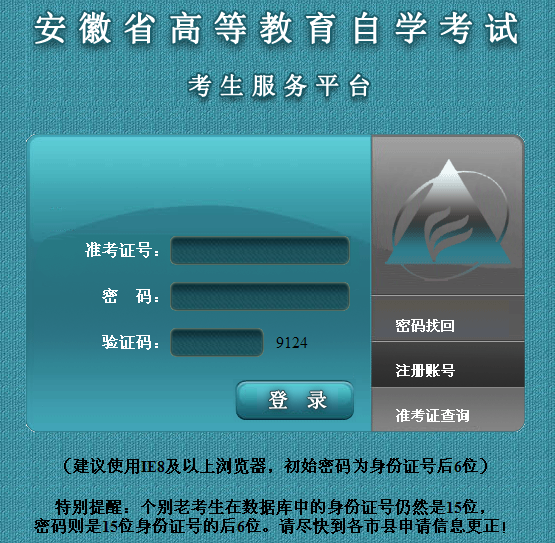 安徽省高等教育自学考试
考生服务平台
准考证号：
密 码：
验证码： 9124
登 录
密码找回
注册账号
准考证查询
（建议使用IE8及以上浏览器，初始密码为身份证号后6位）
特别提醒：个别老考生在数据库中的身份证号仍然是15位，
密码则是15位身份证号的后6位。请尽快到各市县申请信息更正!